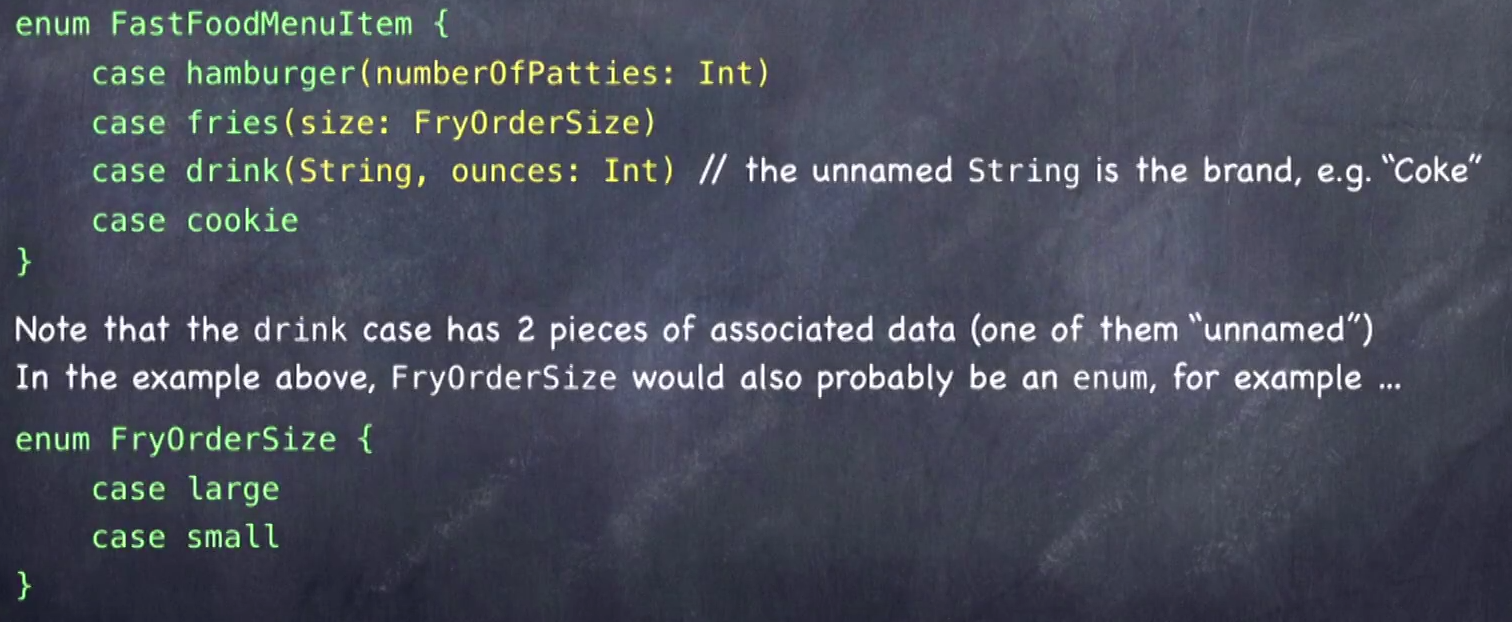 enum FastFoodMenuItem {
    case hamburger(numberOfPatties: Int)
    case fries(size: FryOrderSize)
    case drink(String, ounces: Int) // the unnamed String is the brand, e.g. “Coke”
    case cookie
}
Note that the drink case has 2 pieces of associated data (one of them “unnamed”)
In the example above, FryOrderSize would also probably be an enum, for example ...
enum FryOrderSize {
    case large
    case small
}